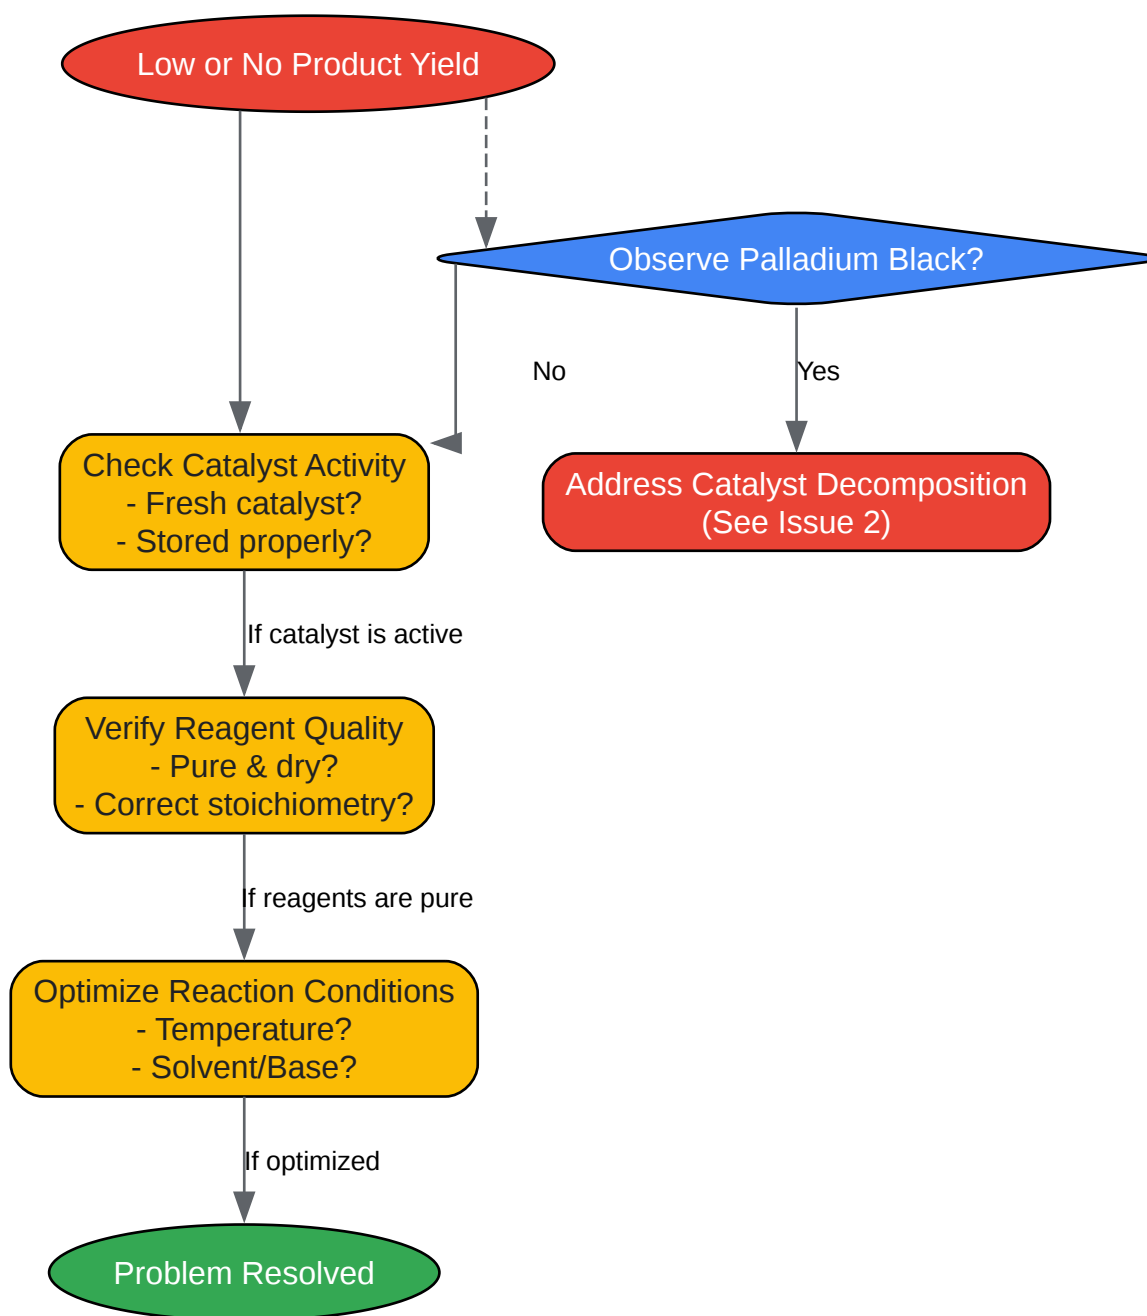 Low or No Product Yield
Observe Palladium Black?
No
Yes
Check Catalyst Activity
- Fresh catalyst?
- Stored properly?
Address Catalyst Decomposition
(See Issue 2)
If catalyst is active
Verify Reagent Quality
- Pure & dry?
- Correct stoichiometry?
If reagents are pure
Optimize Reaction Conditions
- Temperature?
- Solvent/Base?
If optimized
Problem Resolved